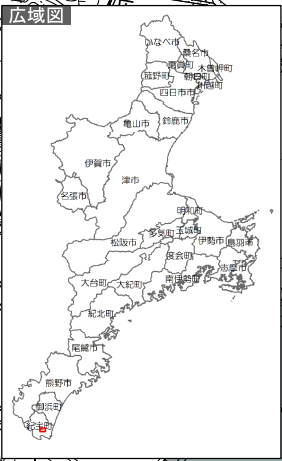 広域図
いなべ市
桑名市
東員町
木曽岬町
菰野町
朝日町
川越町
四日市市
亀山市
鈴鹿市
伊賀市
津市
名張市
明和町
多気町
玉城町
伊勢市
鳥羽市
松阪市
度会町
志摩市
南伊勢町
大台町
大紀町
紀北町
尾鷲市
熊野市
御浜町
紀宝町